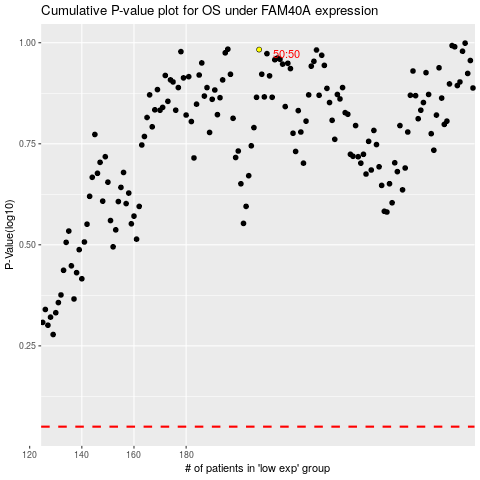 Cumulative P-value plot for OS under FAM40A expression
1.00
50:50
0.75
0.50
0.25
P-Value(log10)
120 140 160 180
# of patients in 'low exp' group